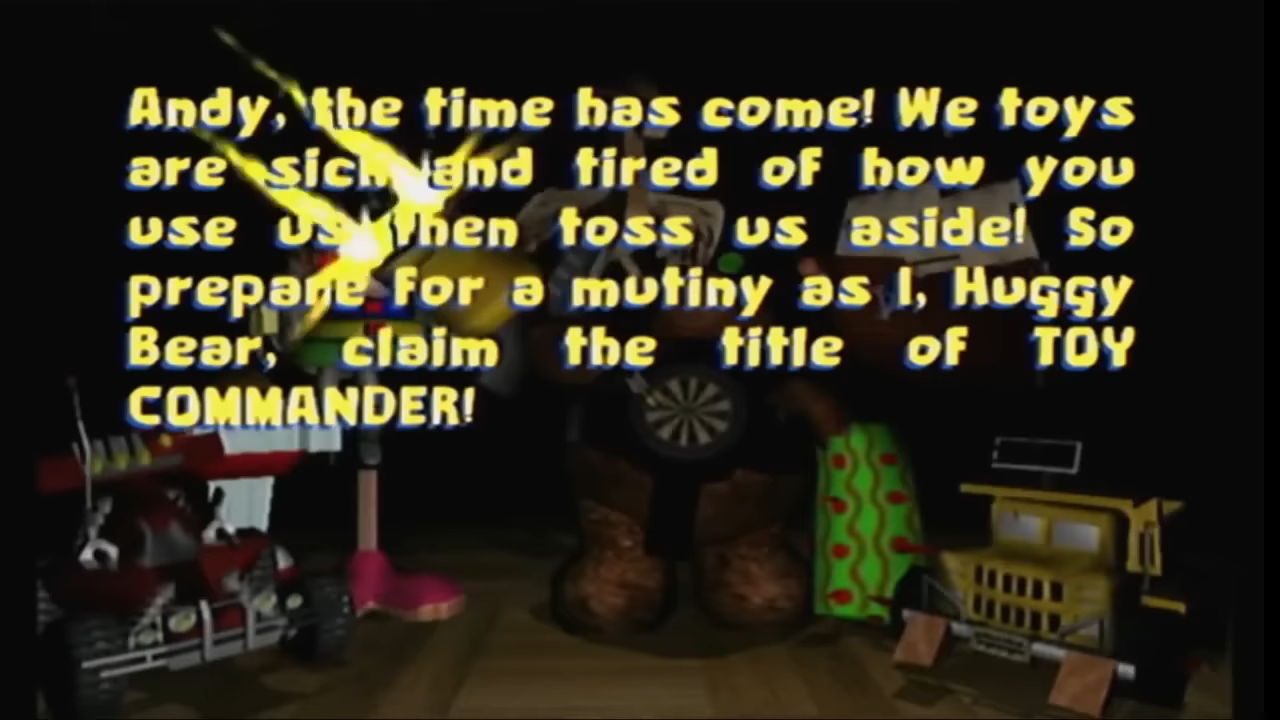 Andy, the time has come! We toys
are sick and tired of how you
use us then toss us aside! So
prepare for a mutiny as I, Huggy
Bear, claim the title of TOY
COMMANDER!